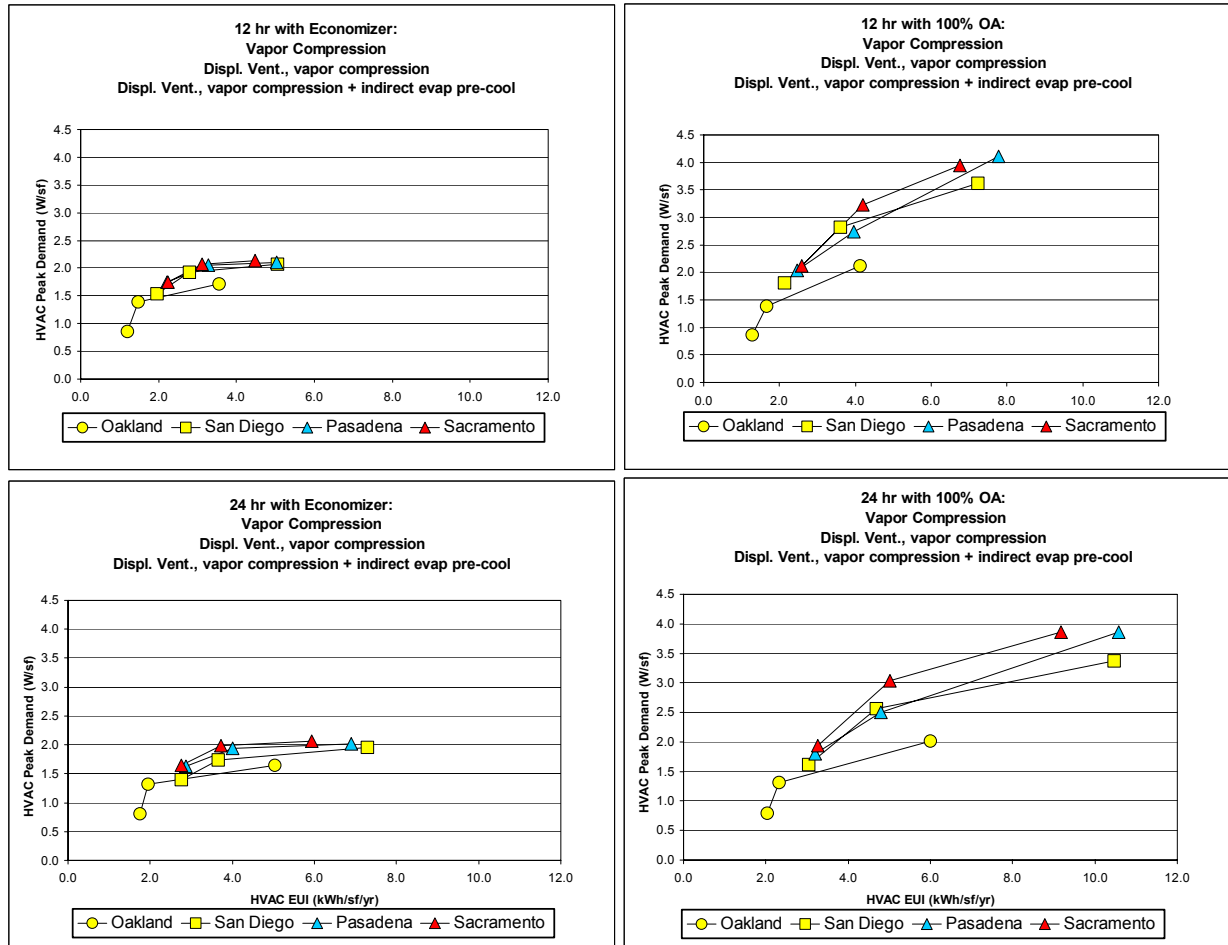 12 hr with Economizer:
Vapor Compression
Displ. Vent., vapor compression
Displ. Vent., vapor compression + indirect evap pre-cool
HVAC Peak Demand (W/sf)
4.5
4.0
3.5
3.0
2.5
2.0
1.5
1.0
0.5
0.0
0.0 2.0 4.0 6.0 8.0 10.0 12.0
Oakland San Diego Pasadena Sacramento
12 hr with 100% OA:
Vapor Compression
Displ. Vent., vapor compression
Displ. Vent., vapor compression + indirect evap pre-cool
HVAC Peak Demand (W/sf)
4.5
4.0
3.5
3.0
2.5
2.0
1.5
1.0
0.5
0.0
0.0 2.0 4.0 6.0 8.0 10.0 12.0
Oakland San Diego Pasadena Sacramento
24 hr with Economizer:
Vapor Compression
Displ. Vent., vapor compression
Displ. Vent., vapor compression + indirect evap pre-cool
HVAC Peak Demand (W/sf)
4.5
4.0
3.5
3.0
2.5
2.0
1.5
1.0
0.5
0.0
0.0 2.0 4.0 6.0 8.0 10.0 12.0
HVAC EUI (kWh/sf/yr)
Oakland San Diego Pasadena Sacramento
24 hr with 100% OA:
Vapor Compression
Displ. Vent., vapor compression
Displ. Vent., vapor compression + indirect evap pre-cool
HVAC Peak Demand (W/sf)
4.5
4.0
3.5
3.0
2.5
2.0
1.5
1.0
0.5
0.0
0.0 2.0 4.0 6.0 8.0 10.0 12.0
HVAC EUI (kWh/sf/yr)
Oakland San Diego Pasadena Sacramento